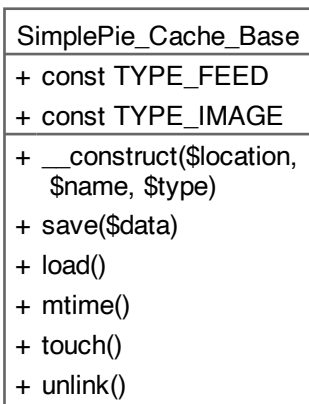 SimplePie_Cache_Base
+ const TYPE_FEED
+ const TYPE_IMAGE
+ __construct($location,
$name, $type)
+ save($data)
+ load()
+ mtime()
+ touch()
+ unlink()